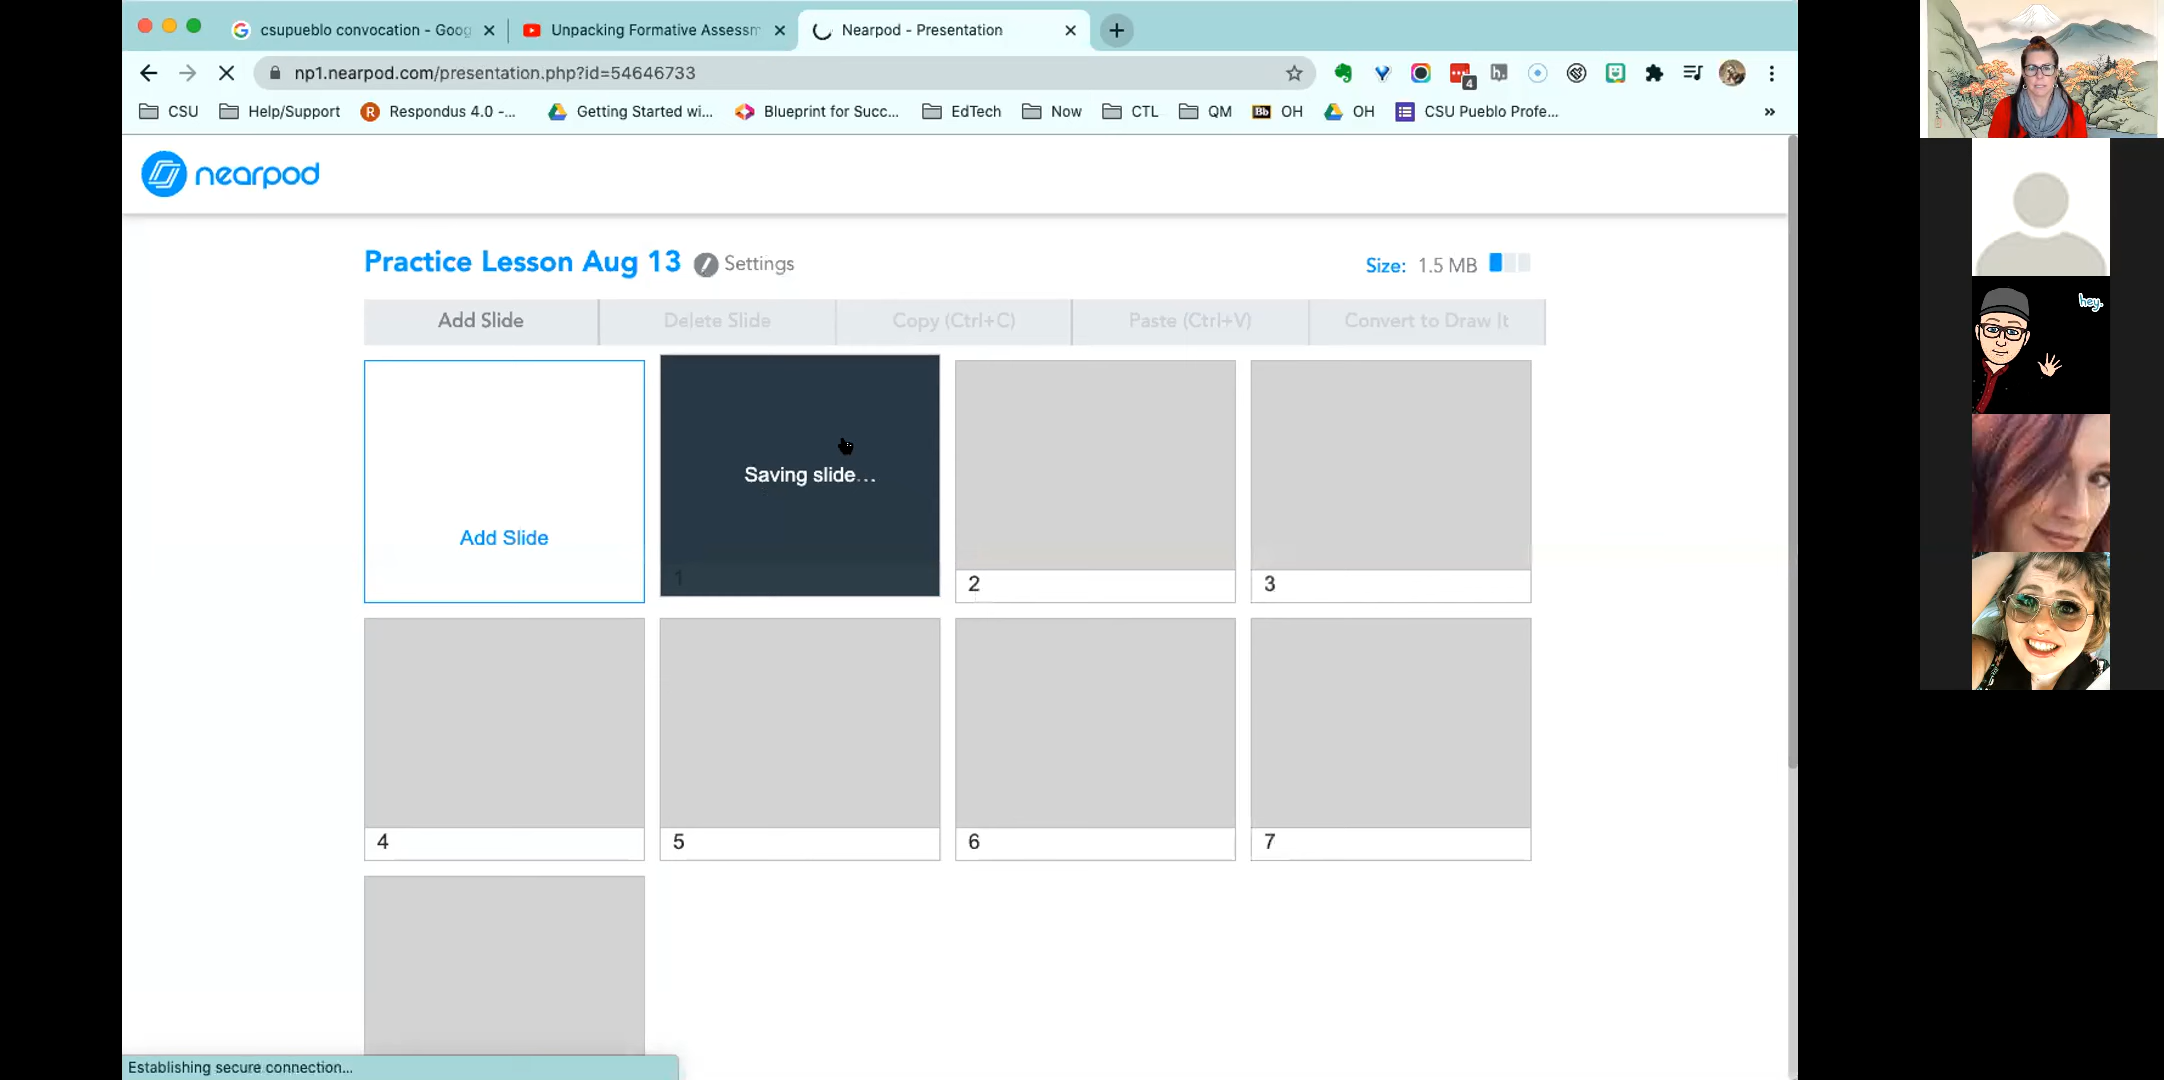 csupueblo convocation - Goog
Unpacking Formative Assessm
Nearpod - Presentation
np1.nearpod.com/presentation.php?id=54646733
4
h.
CSU
Help/Support
R
Respondus 4.0 -...
Getting Started wi...
Blueprint for Succ...
EdTech
Now
CTL
QM
Bb
OH
OH
CSU Pueblo Profe...
»
nearpod
Practice Lesson Aug 13
Settings
Size: 1.5 MB
Add Slide
Delete Slide
Copy (Ctrl+C)
Paste (Ctrl+V)
Convert to Draw It
Add Slide
Saving slide...
1
2
3
4
5
6
7
Establishing secure connection...
hey.